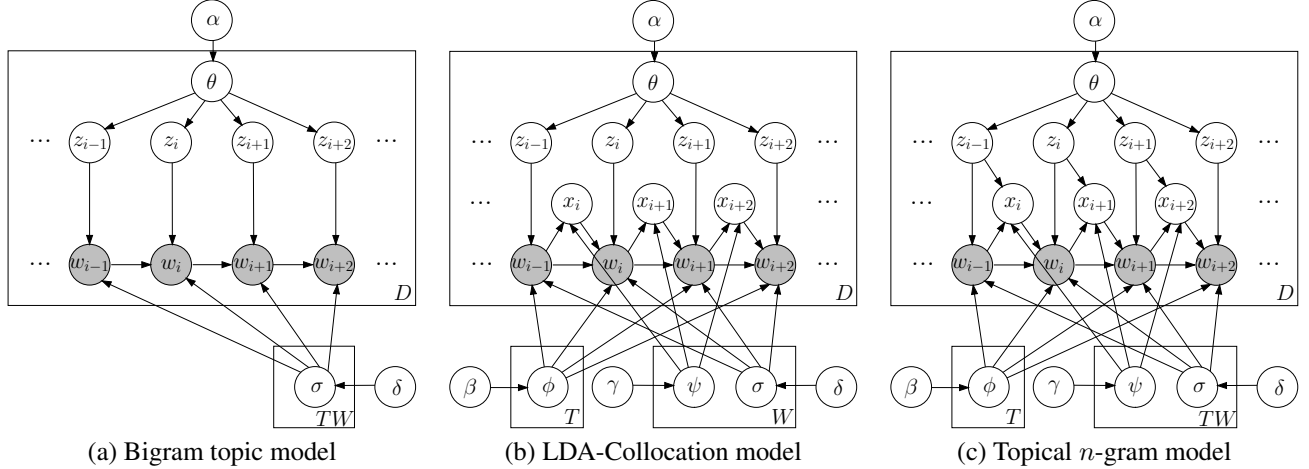 α α α
θ θ θ
… z_{i−1} z_i z_{i+1} z_{i+2} … … z_{i−1} z_i z_{i+1} z_{i+2} … … z_{i−1} z_i z_{i+1} z_{i+2} …
… x_i x_{i+1} x_{i+2} … … x_i x_{i+1} x_{i+2} …
… w_{i−1} w_i w_{i+1} w_{i+2} … … w_{i−1} w_i w_{i+1} w_{i+2} … … w_{i−1} w_i w_{i+1} w_{i+2} …
D D D
σ δ β φ γ ψ σ δ β φ γ ψ σ δ
TW T W T TW
(a) Bigram topic model (b) LDA-Collocation model (c) Topical n-gram model